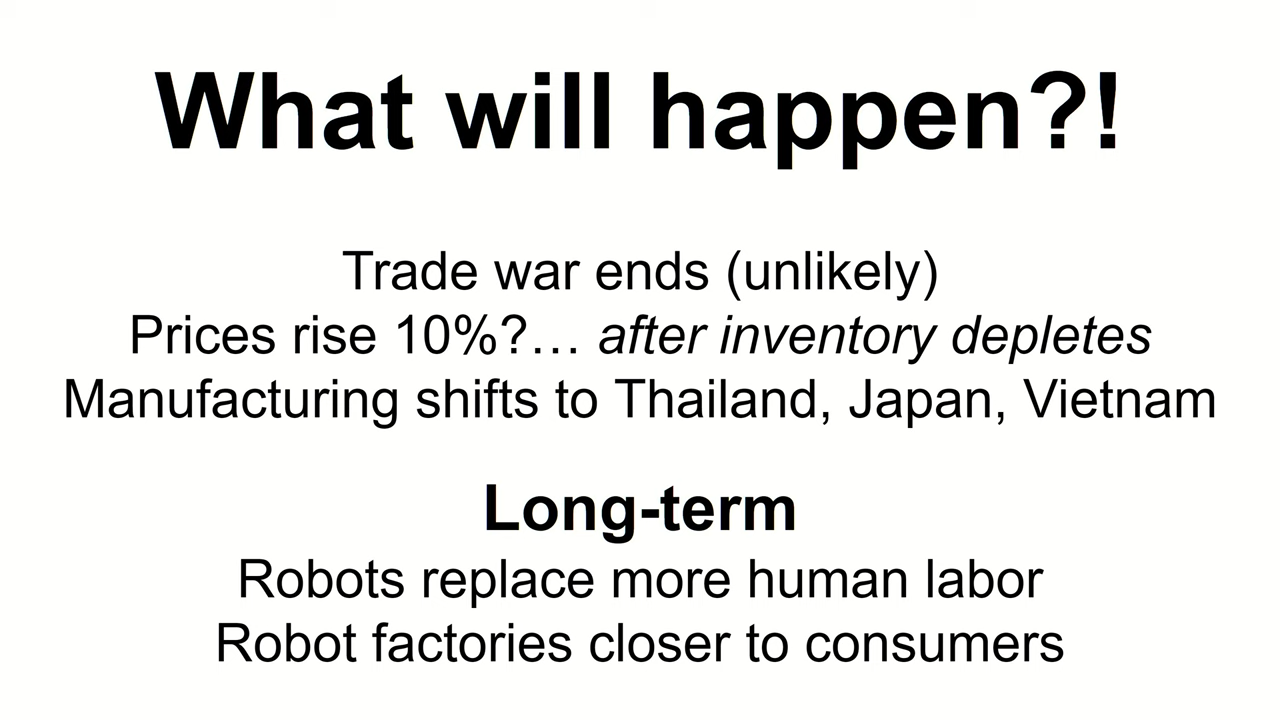 What will happen?!
Trade war ends (unlikely)
Prices rise 10%?… after inventory depletes
Manufacturing shifts to Thailand, Japan, Vietnam
Long-term
Robots replace more human labor
Robot factories closer to consumers